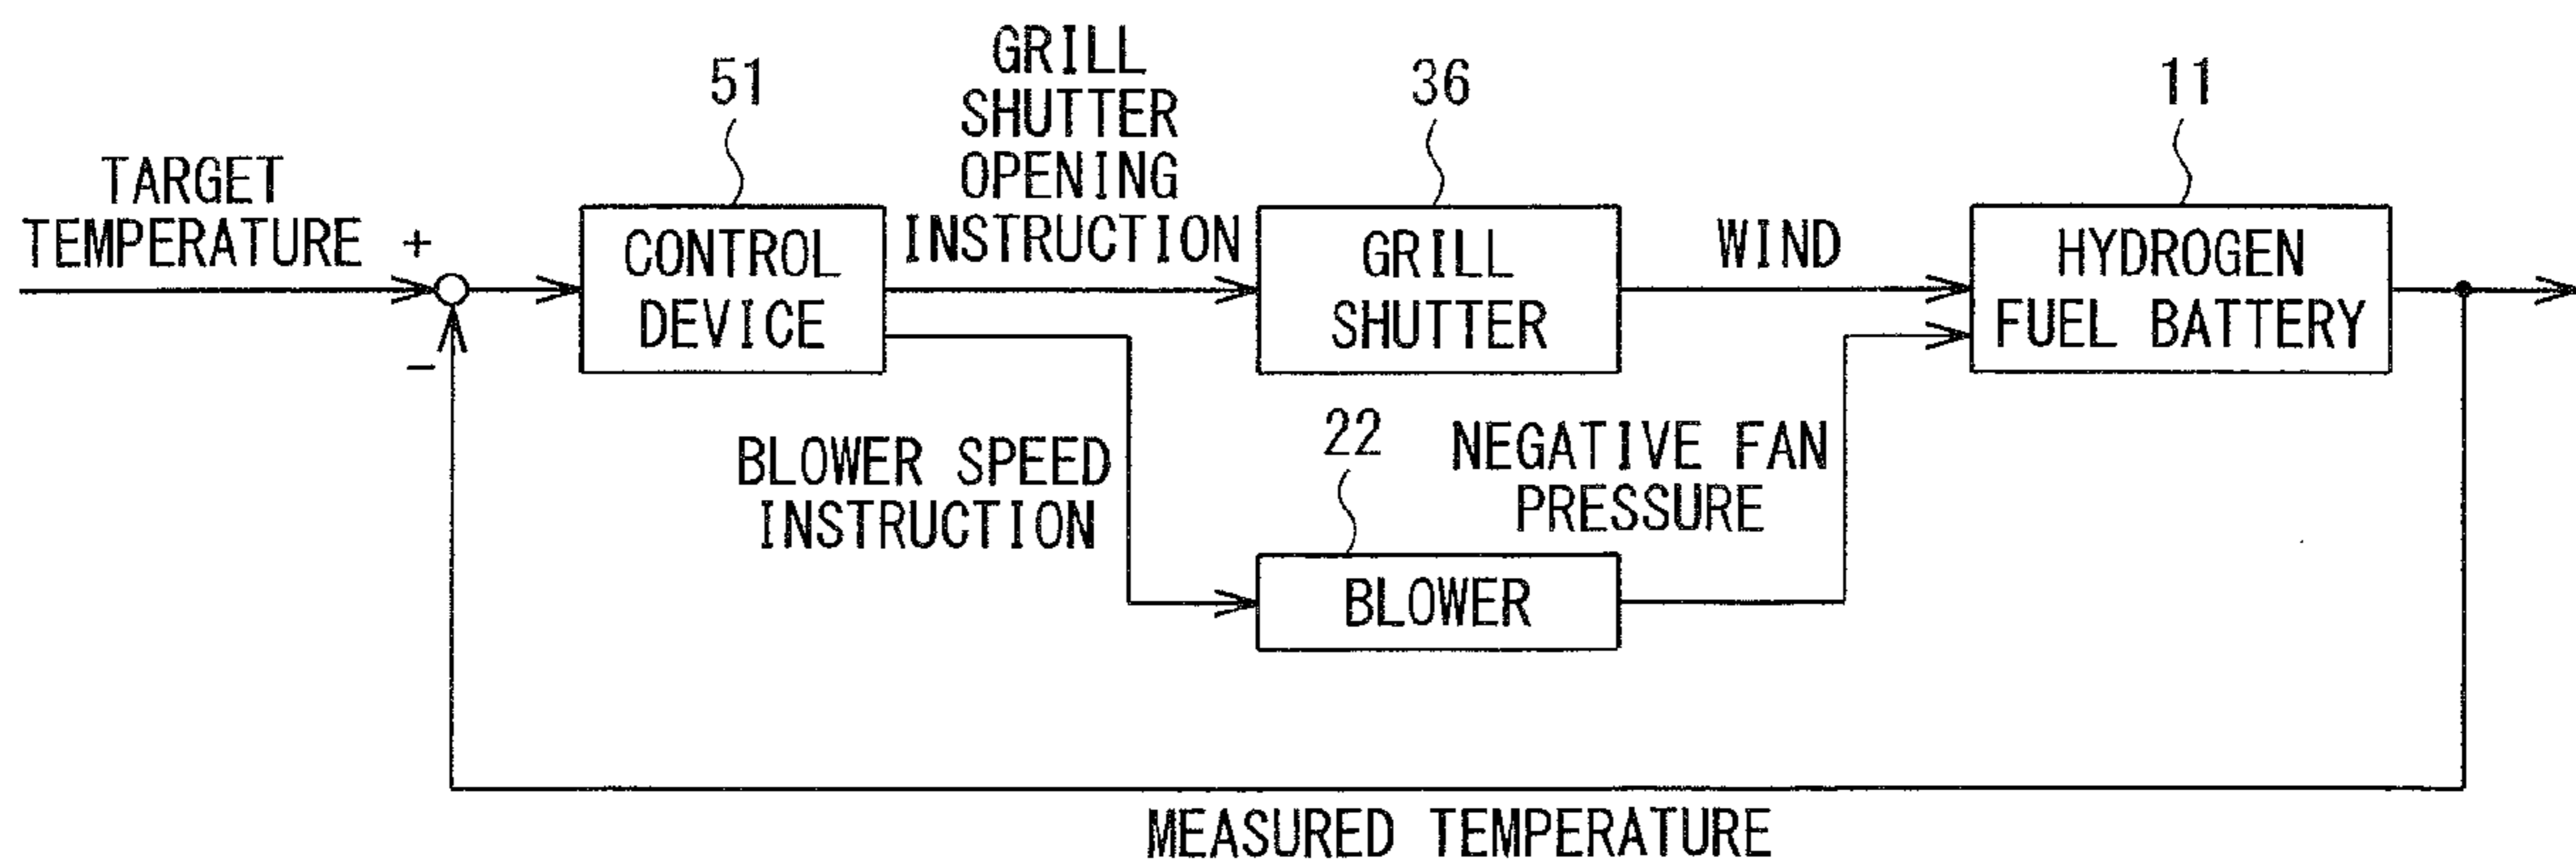 GRILL
SHUTTER
OPENING
INSTRUCTION
51
36
11
TARGET
TEMPERATURE
+
-
CONTROL
DEVICE
GRILL
SHUTTER
WIND
HYDROGEN
FUEL BATTERY
BLOWER SPEED
INSTRUCTION
22
NEGATIVE FAN
PRESSURE
BLOWER
MEASURED TEMPERATURE